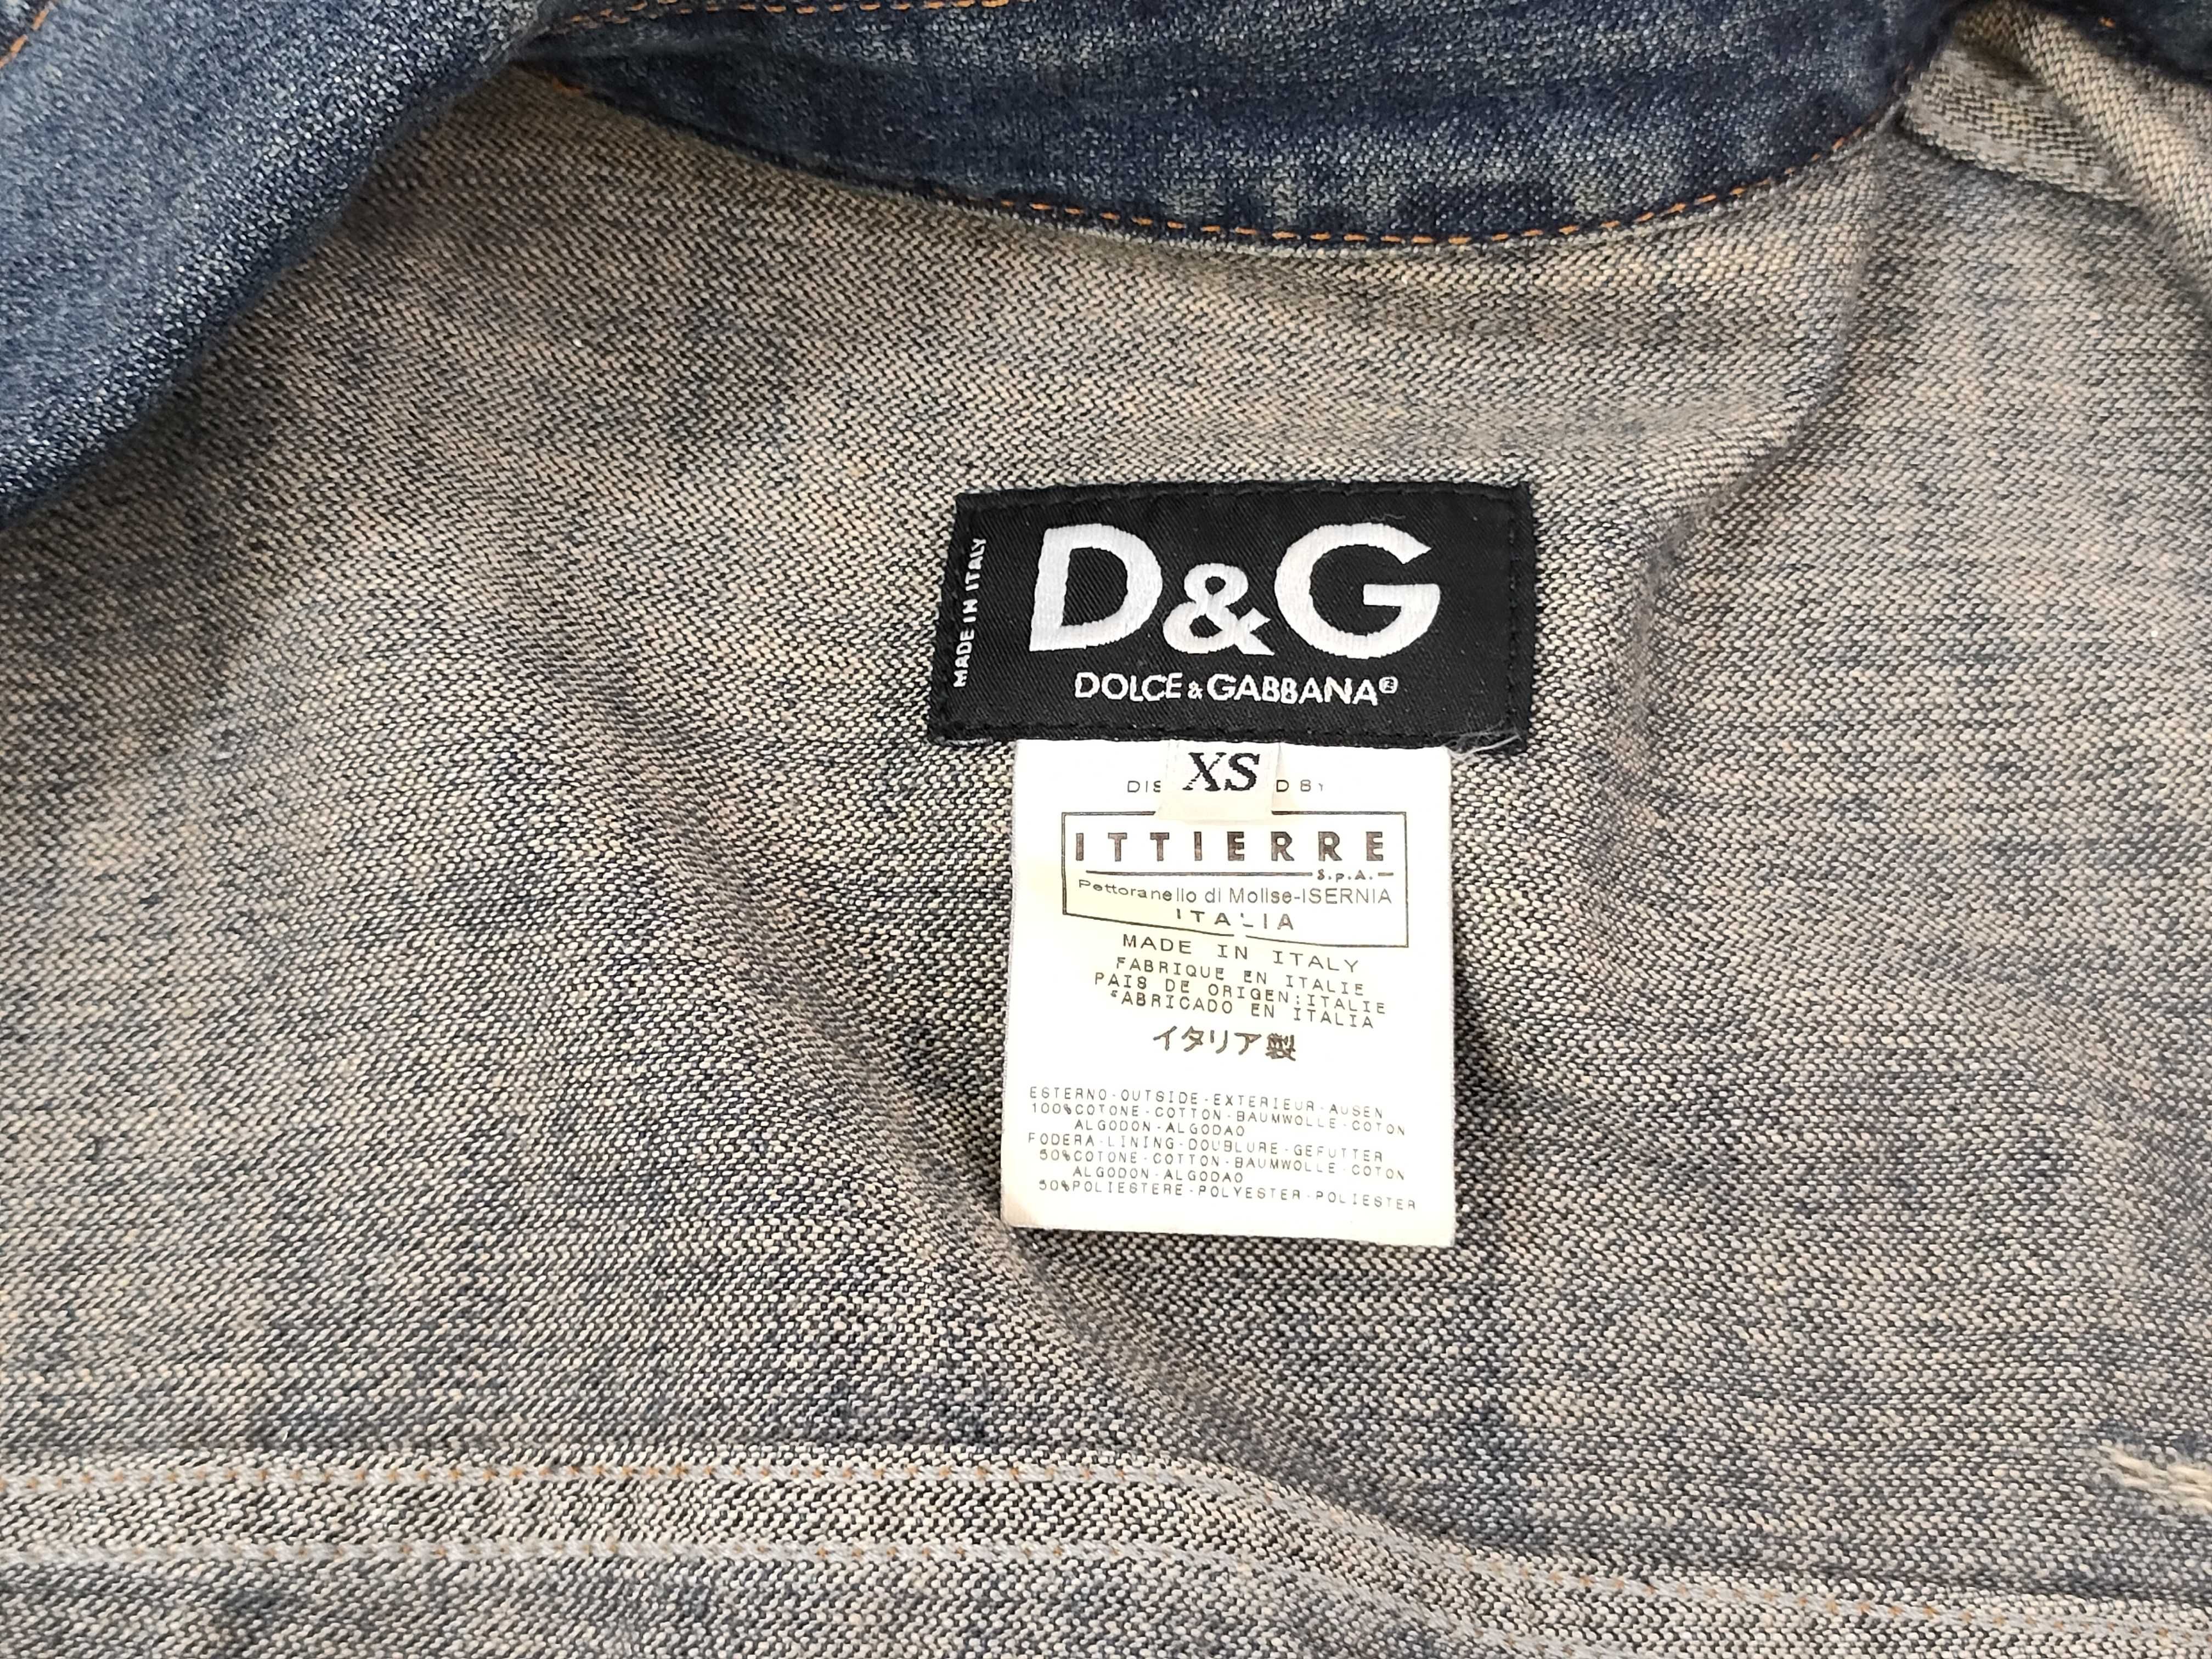 MADE IN ITALY
D&G
DOLCE & GABBANA®
XS
D BY
ITTIERRE
S.p.A.
Pettoranello di Molise-ISERNIA
ITALIA
MADE IN ITALY
FABRIQUE EN ITALIE
PAIS DE ORIGEN:ITALIE
FABRICADO EN ITALIA
イタリア製
ESTERNO-OUTSIDE-EXTERIEUR-AUSEN
100%COTONE-COTTON-BAUMWOLLE-COTON
ALGODON-ALGODAO
FODERA-LINING-DOUBLURE-GEFUTTER
50%COTONE-COTTON-BAUMWOLLE-COTON
ALGODON-ALGODAO
50%POLIESTERE-POLYESTER-POLIESTER